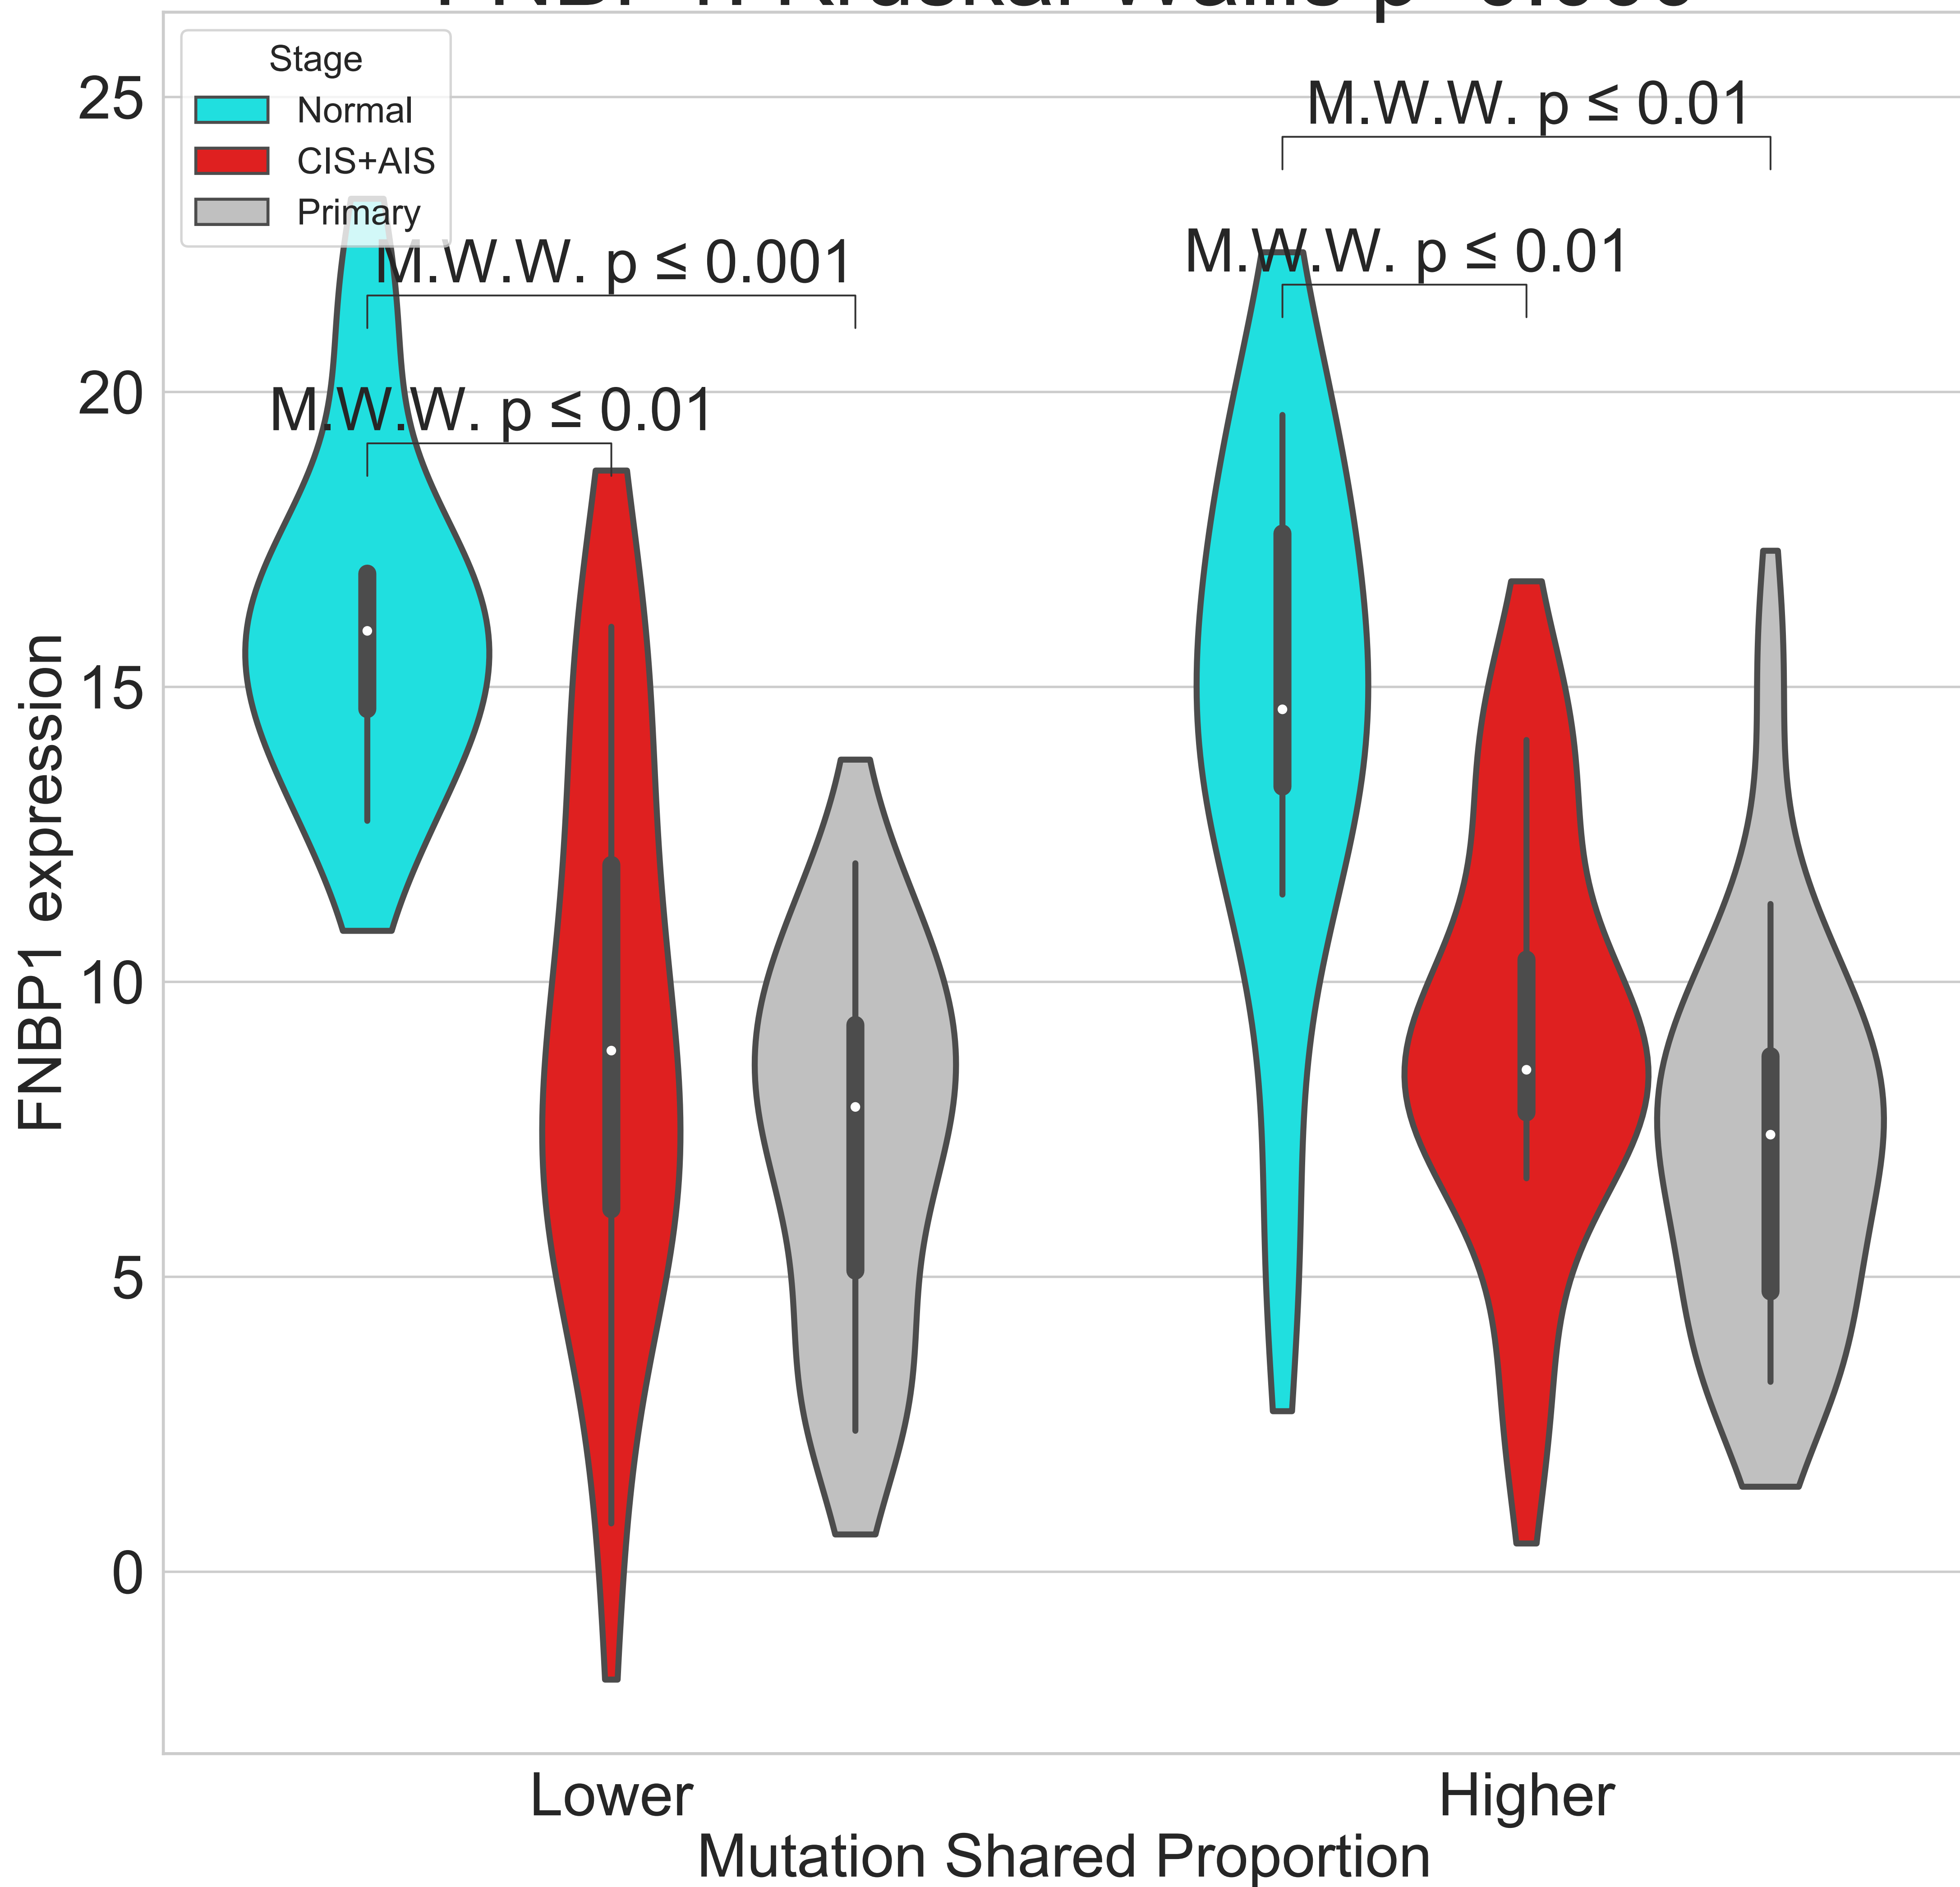 Stage
Normal
CIS+AIS
Primary
M.W.W. p ≤ 0.01
M.W.W. p ≤ 0.001
M.W.W. p ≤ 0.01
M.W.W. p ≤ 0.01
25
20
15
10
5
0
FNBP1 expression
Lower
Higher
Mutation Shared Proportion